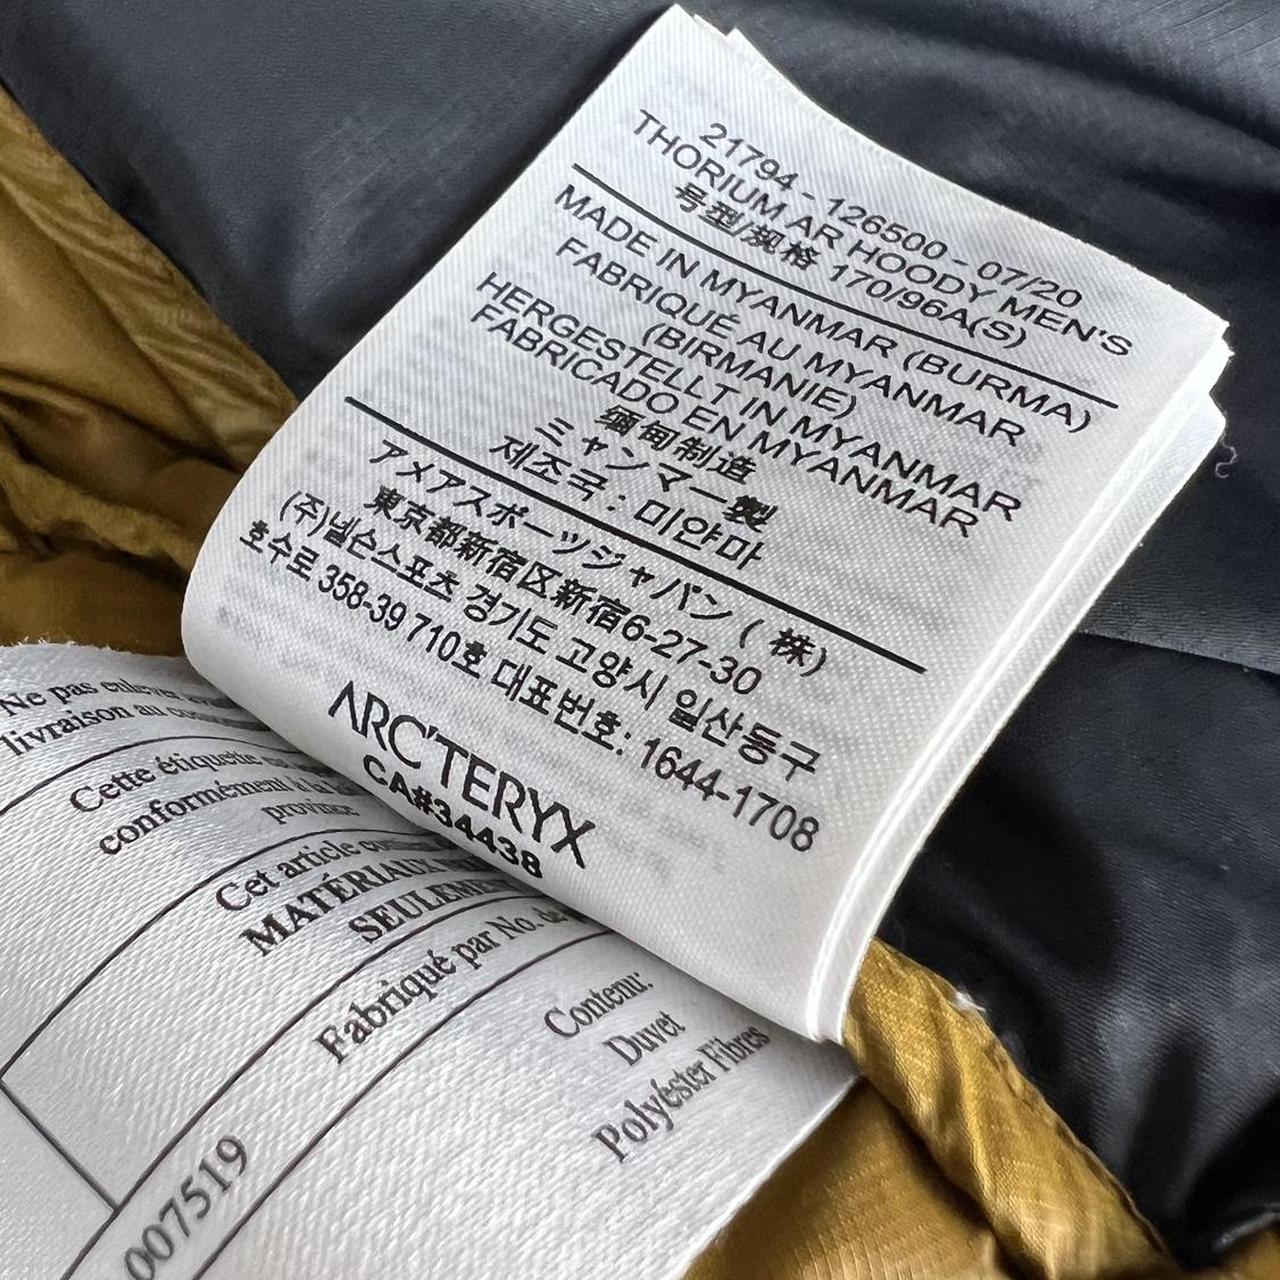 21794 - 126500 - 07/20
THORIUM AR HOODY MEN'S
号型/规格 170/96A(S)
MADE IN MYANMAR (BURMA)
FABRIQUÉ AU MYANMAR
(BIRMANIE)
HERGESTELLT IN MYANMAR
FABRICADO EN MYANMAR
缅甸制造
ミャンマー製
제조국 : 미얀마
アメアスポーツジャパン ( 株)
東京都新宿区新宿6-27-30
(주)넬슨스포츠 경기도 고양시 일산동구
호수로 358-39 710호 대표번호: 1644-1708
ARC'TERYX
CA#34438
Ne pas enlever
livraison au
Cette étiquette
conformément à la
province
Cet article
MATÉRIAUX
SEULEMENT
Fabriqué par No. de
007519
Contenu:
Duvet
Polyéster Fibres